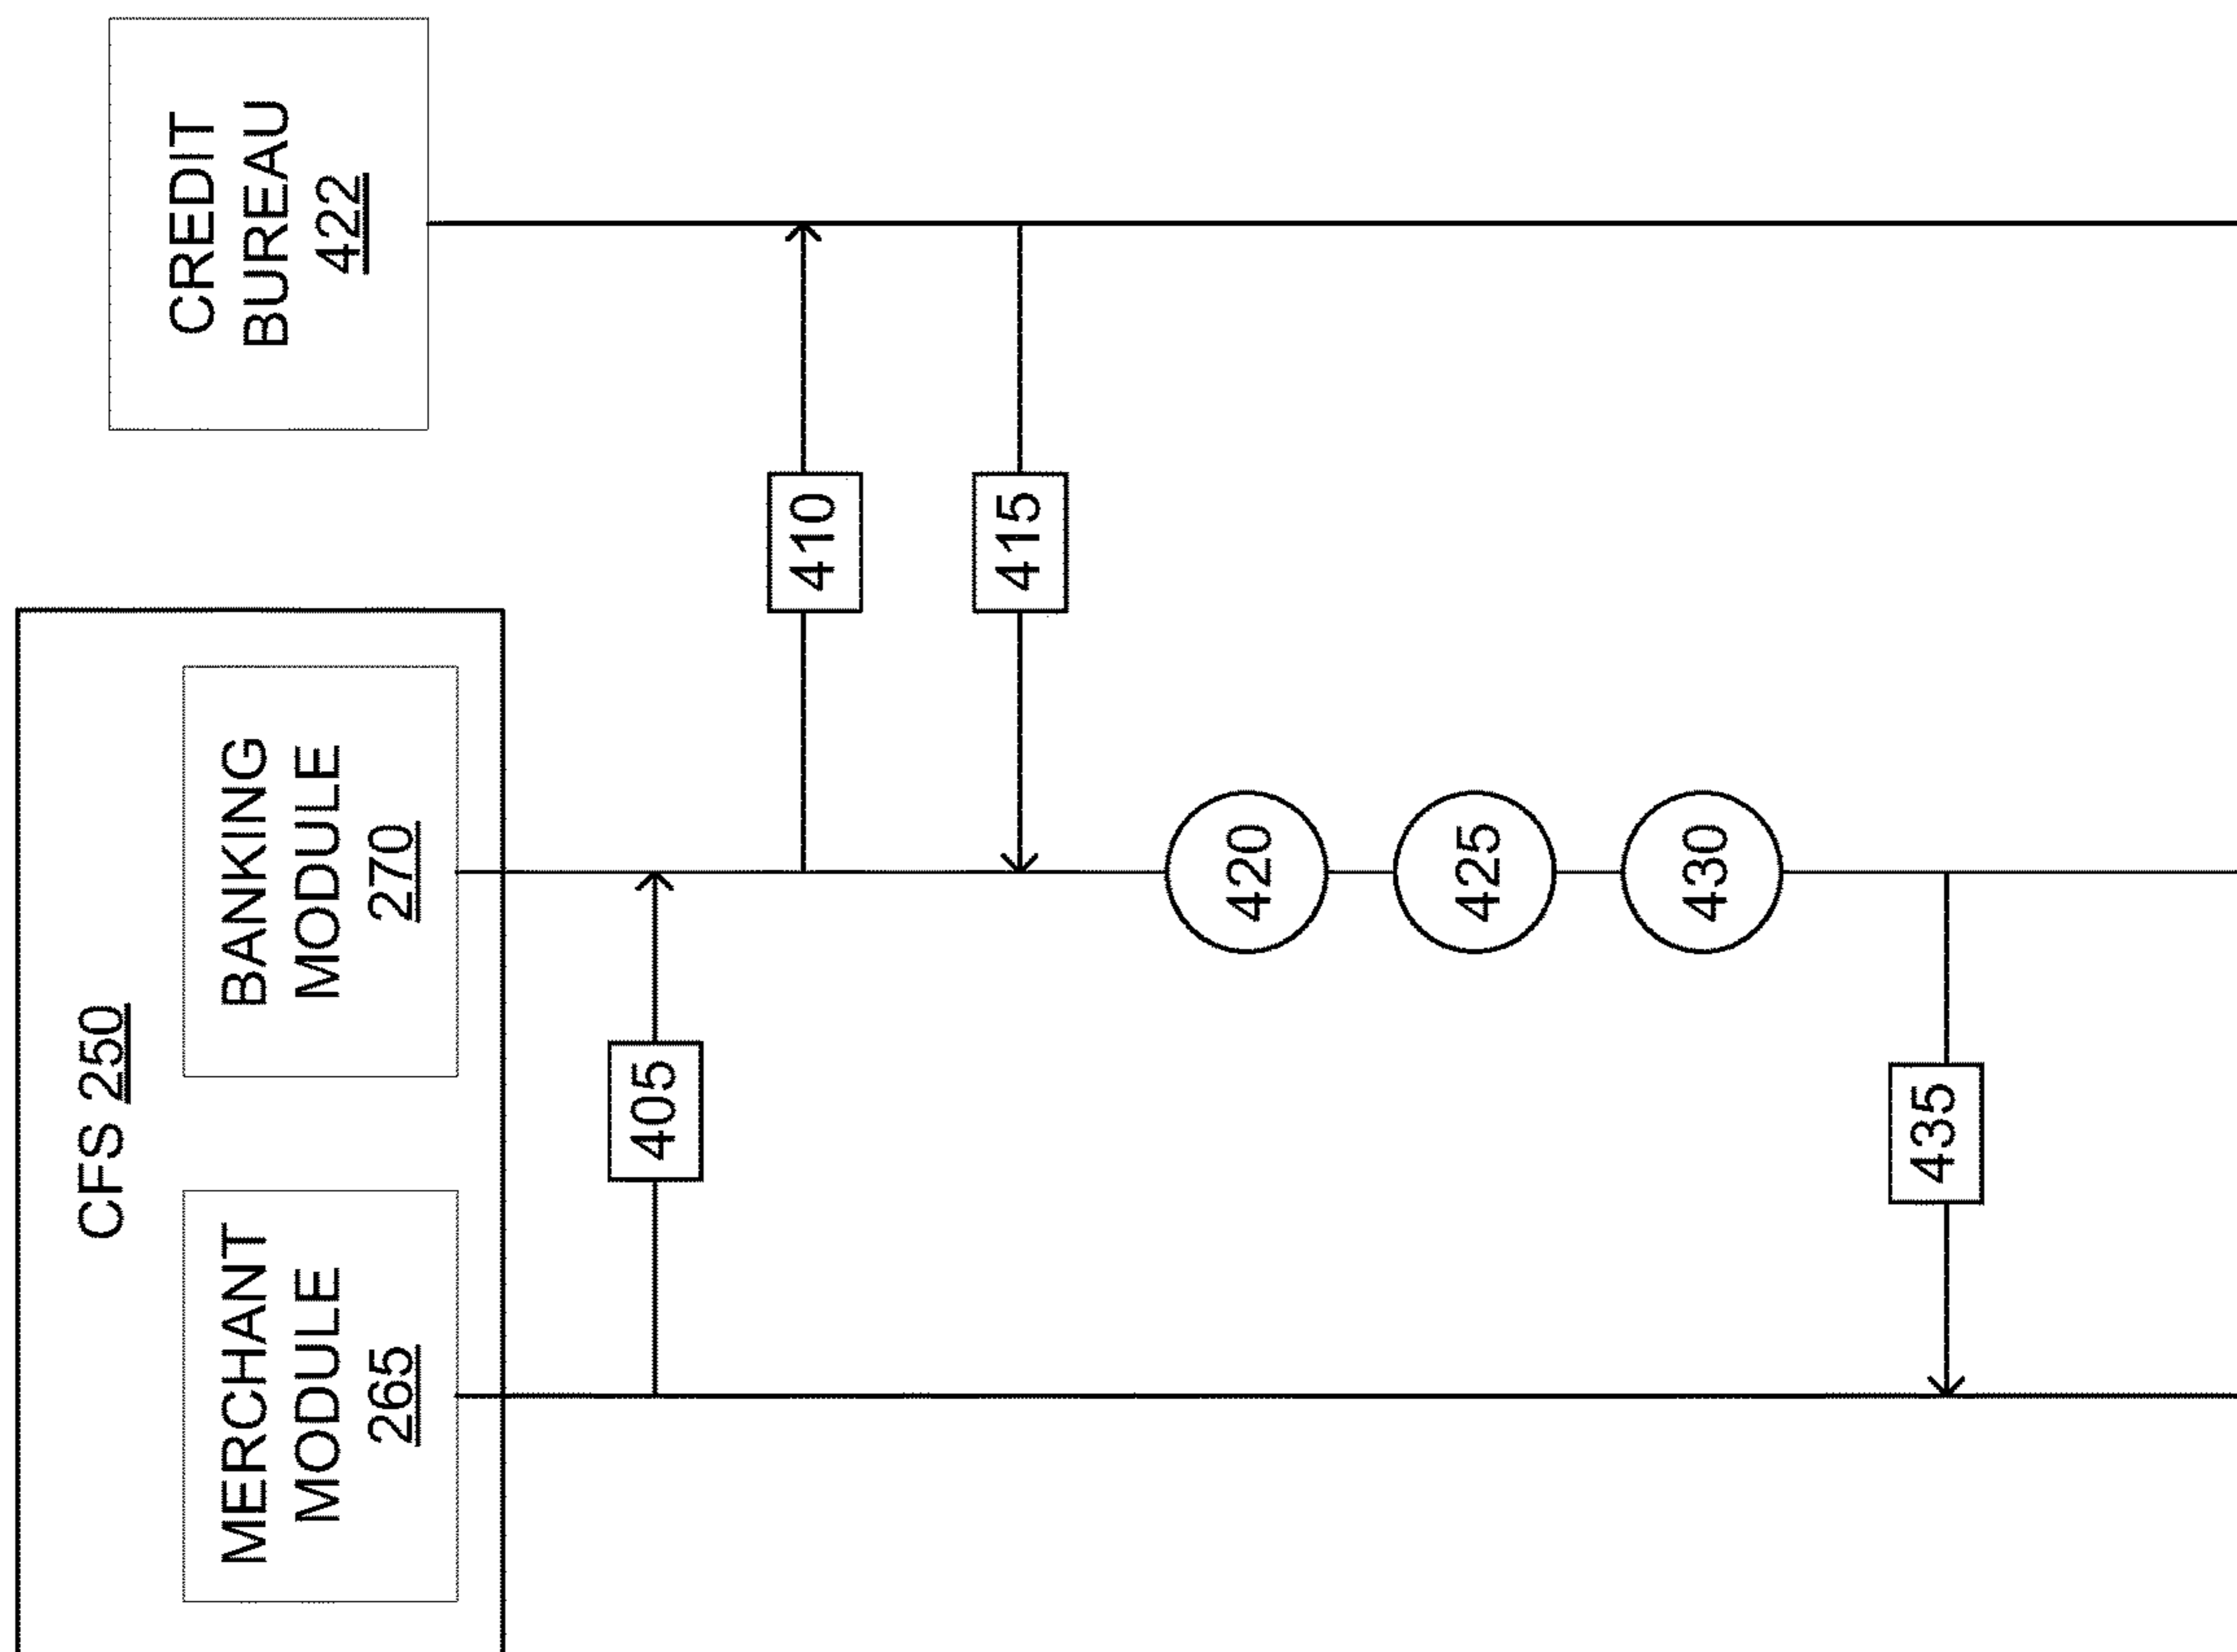 CFS 250
MERCHANT
MODULE
265
BANKING
MODULE
270
CREDIT
BUREAU
422
405
410
415
420
425
430
435